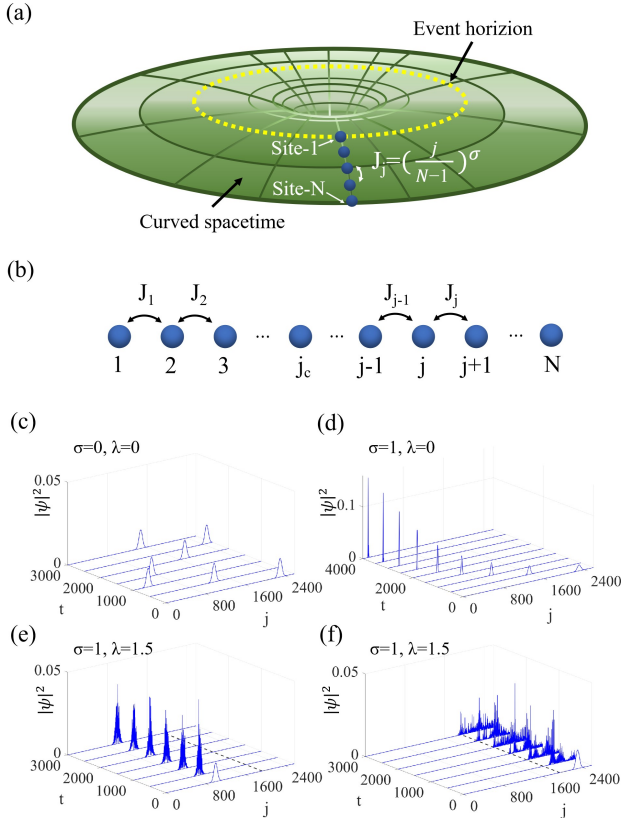 (a)
Event horizion
Site-1
J_j=(j/N−1)^σ
Site-N
Curved spacetime
(b)
J_1 J_2 J_{j-1} J_j
... ... ...
1 2 3 j_c j-1 j j+1 N
(c)
σ=0, λ=0
|ψ|²
0.05
0
3000
2000
1000
0
t
0
800
1600
2400
j
(d)
σ=1, λ=0
|ψ|²
0.1
0
4000
2000
0
t
0
800
1600
2400
j
(e)
σ=1, λ=1.5
|ψ|²
0.05
0
3000
2000
1000
0
t
0
800
1600
2400
j
(f)
σ=1, λ=1.5
|ψ|²
0.05
0
3000
2000
1000
0
t
0
800
1600
2400
j